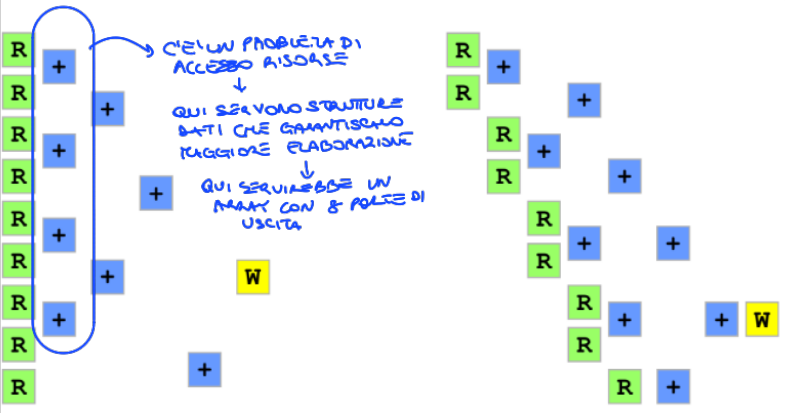 R
+
R
+
R
+
R
+
R
+
R
+ W
R
+
R
+
R
C'E' UN PROBLEMA DI
ACCESSO RISORSE
↓
QUI SERVONO STRUTTURE
DATI CHE GARANTISCANO
MAGGIORE ELABORAZIONE
↓
QUI SERVIREBBE UN
ARRAY CON 8 PORTE DI
USCITA
R
+
R +
R
+
R +
R
+ +
R
R
+ + W
R
R +